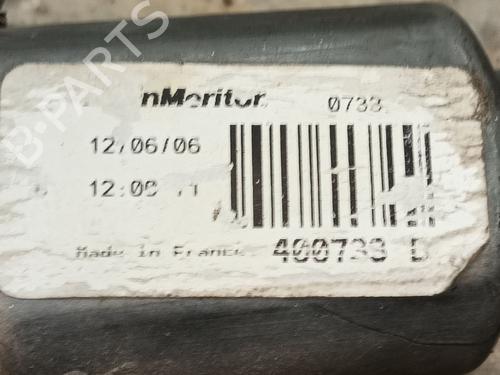 B-PARTS
nMeritor. 0733
12/06/06
Made in France 400733 D